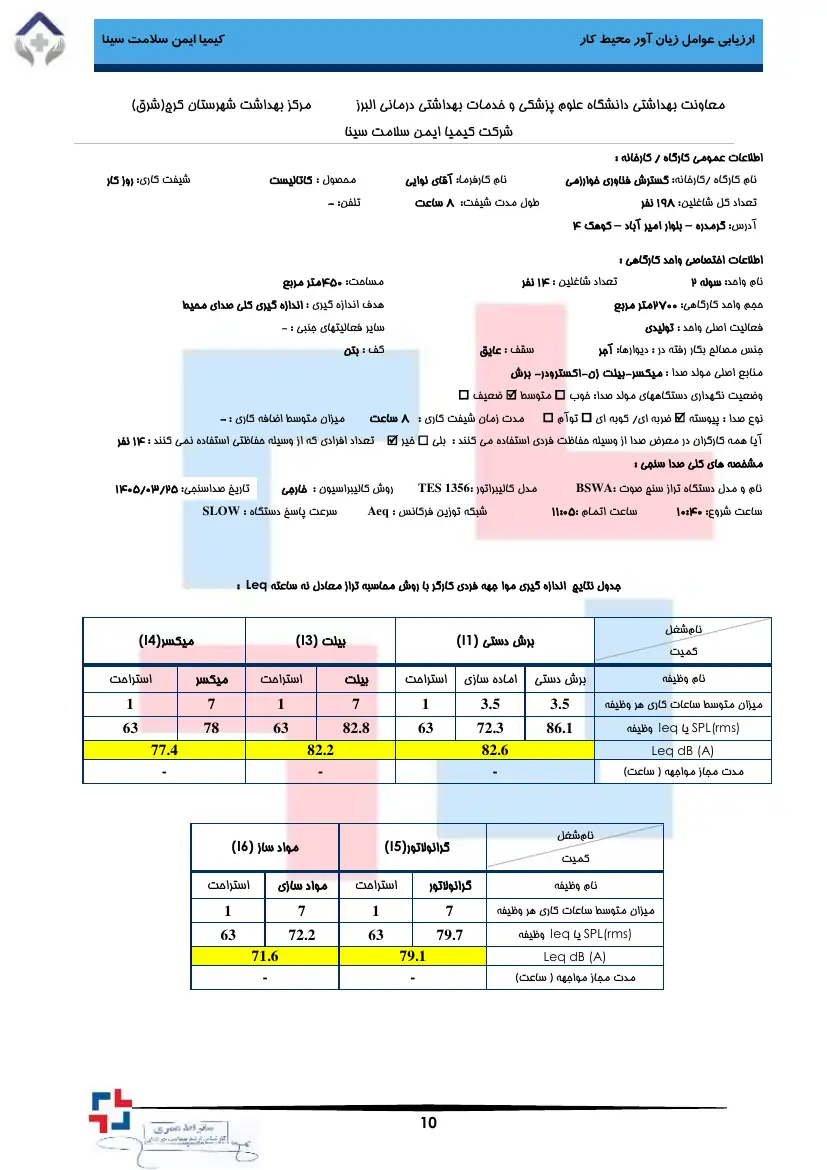 ارزیابی عوامل زیان آور محیط کار کیمیا ایمن سلامت سینا
معاونت بهداشتی دانشگاه علوم پزشکی و خدمات بهداشتی درمانی البرز مرکز بهداشت شهرستان کرج(شرق)
شرکت کیمیا ایمن سلامت سینا
اطلاعات عمومی کارگاه / کارخانه :
نام کارگاه /کارخانه: گسترش فناوری خوارزمی نام کارفرما: آقای نوایی محصول : کاتالیست شیفت کاری: روز کار
تعداد کل شاغلین: ۱۹۸ نفر طول مدت شیفت: ۸ ساعت تلفن: -
آدرس: گرمدره – بلوار امیر آباد – کوهک ۴
اطلاعات اختصاصی واحد کارگاهی :
نام واحد: سوله ۲ تعداد شاغلین : ۱۴ نفر مساحت: ۴۵۰متر مربع
حجم واحد کارگاهی: ۲۷۰۰متر مربع هدف اندازه گیری : اندازه گیری کلی صدای محیط
فعالیت اصلی واحد : تولیدی سایر فعالیتهای جنبی : -
جنس مصالح بکار رفته در : دیوارها: آجر سقف : عایق کف : بتن
منابع اصلی مولد صدا : میکسر-بیلت زن-اکسترودر- برش
وضعیت نگهداری دستگاههای مولد صدا: خوب ☐ متوسط ☑ ضعیف ☐
نوع صدا : پیوسته ☑ ضربه ای/ کوبه ای ☐ توآم ☐ مدت زمان شیفت کاری : ۸ ساعت میزان متوسط اضافه کاری : -
آیا همه کارگران در معرض صدا از وسیله حفاظت فردی استفاده می کنند : بلی ☐ خیر ☑ تعداد افرادی که از وسیله حفاظتی استفاده نمی کنند : ۱۴ نفر
مشخصه های کلی صدا سنجی :
نام و مدل دستگاه تراز سنج صوت :BSWA مدل کالیبراتور :TES 1356 روش کالیبراسیون : خارجی تاریخ صداسنجی: ۱۴۰۵/۰۳/۲۵
ساعت شروع: ۱۰:۴۰ ساعت اتمام :۱۱:۰۵ شبکه توزین فرکانس : Aeq سرعت پاسخ دستگاه : SLOW
جدول نتایج اندازه گیری موا جهه فردی کارگر با روش محاسبه تراز معادل نه ساعته Leq :
نام‌شغل
کمیت
برش دستی (I1) بیلت (I3) میکسر(I4)
نام وظیفه برش دستی اماده سازی استراحت بیلت استراحت میکسر استراحت
میزان متوسط ساعات کاری هر وظیفه 3.5 3.5 1 7 1 7 1
SPL(rms) یا leq وظیفه 86.1 72.3 63 82.8 63 78 63
Leq dB (A) 82.6 82.2 77.4
مدت مجاز مواجهه ( ساعت) - - -
نام‌شغل
کمیت
گرانولاتور(I5) مواد ساز (I6)
نام وظیفه گرانولاتور استراحت مواد سازی استراحت
میزان متوسط ساعات کاری هر وظیفه 7 1 7 1
SPL(rms) یا leq وظیفه 79.7 63 72.2 63
Leq dB (A) 79.1 71.6
مدت مجاز مواجهه ( ساعت) - -
10